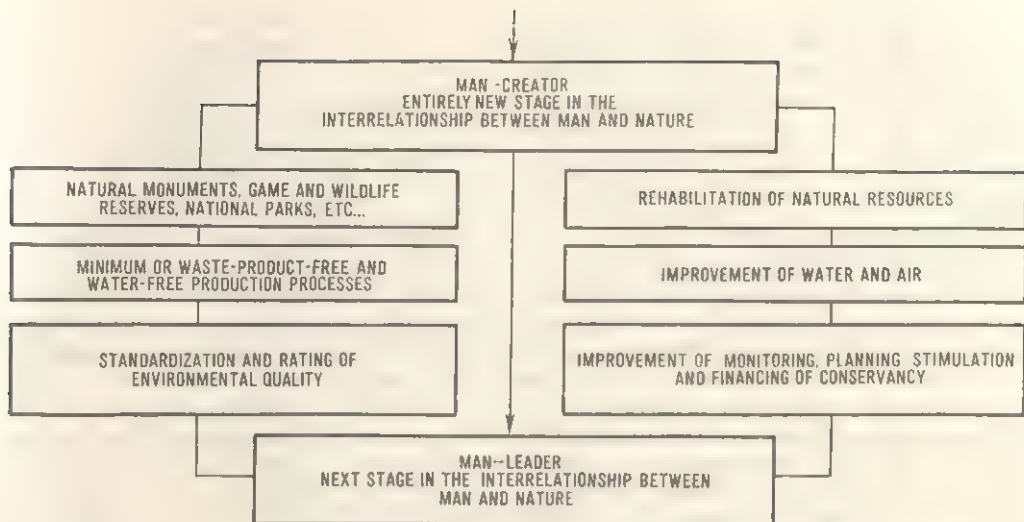 MAN-CREATOR
ENTIRELY NEW STAGE IN THE
INTERRELATIONSHIP BETWEEN MAN AND NATURE
NATURAL MONUMENTS, GAME AND WILDLIFE
RESERVES, NATIONAL PARKS, ETC...
MINIMUM OR WASTE-PRODUCT-FREE AND
WATER-FREE PRODUCTION PROCESSES
STANDARDIZATION AND RATING OF
ENVIRONMENTAL QUALITY
REHABILITATION OF NATURAL RESOURCES
IMPROVEMENT OF WATER AND AIR
IMPROVEMENT OF MONITORING, PLANNING STIMULATION
AND FINANCING OF CONSERVANCY
MAN-LEADER
NEXT STAGE IN THE INTERRELATIONSHIP BETWEEN
MAN AND NATURE